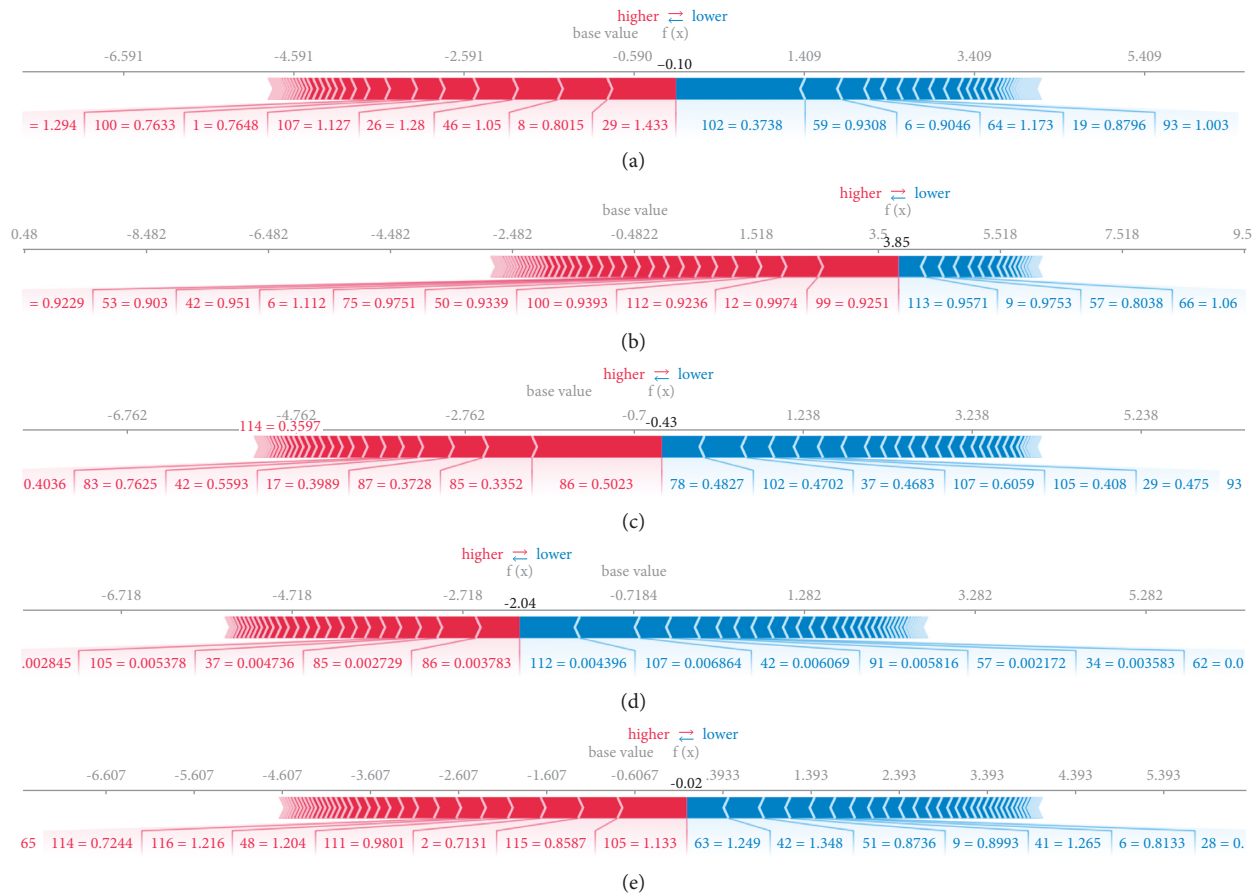 higher ⇄ lower
base value f (x)
-6.591 -4.591 -2.591 -0.590 1.409 3.409 5.409
-0.10
= 1.294 100 = 0.7633 1 = 0.7648 107 = 1.127 26 = 1.28 46 = 1.05 8 = 0.8015 29 = 1.433 102 = 0.3738 59 = 0.9308 6 = 0.9046 64 = 1.173 19 = 0.8796 93 = 1.003
(a)
higher ⇄ lower
base value f (x)
0.48 -8.482 -6.482 -4.482 -2.482 -0.4822 1.518 3.5 5.518 7.518 9.5
3.85
= 0.9229 53 = 0.903 42 = 0.951 6 = 1.112 75 = 0.9751 50 = 0.9339 100 = 0.9393 112 = 0.9236 12 = 0.9974 99 = 0.9251 113 = 0.9571 9 = 0.9753 57 = 0.8038 66 = 1.06
(b)
higher ⇄ lower
base value f (x)
-6.762 -4.762 -2.762 -0.7 1.238 3.238 5.238
-0.43
114 = 0.3597
0.4036 83 = 0.7625 42 = 0.5593 17 = 0.3989 87 = 0.3728 85 = 0.3352 86 = 0.5023 78 = 0.4827 102 = 0.4702 37 = 0.4683 107 = 0.6059 105 = 0.408 29 = 0.475 93
(c)
higher ⇄ lower
f (x) base value
-6.718 -4.718 -2.718 -0.7184 1.282 3.282 5.282
-2.04
.002845 105 = 0.005378 37 = 0.004736 85 = 0.002729 86 = 0.003783 112 = 0.004396 107 = 0.006864 42 = 0.006069 91 = 0.005816 57 = 0.002172 34 = 0.003583 62 = 0.0
(d)
higher ⇄ lower
base value f (x)
-6.607 -5.607 -4.607 -3.607 -2.607 -1.607 -0.6067 .3933 1.393 2.393 3.393 4.393 5.393
-0.02
65 114 = 0.7244 116 = 1.216 48 = 1.204 111 = 0.9801 2 = 0.7131 115 = 0.8587 105 = 1.133 63 = 1.249 42 = 1.348 51 = 0.8736 9 = 0.8993 41 = 1.265 6 = 0.8133 28 = 0.
(e)